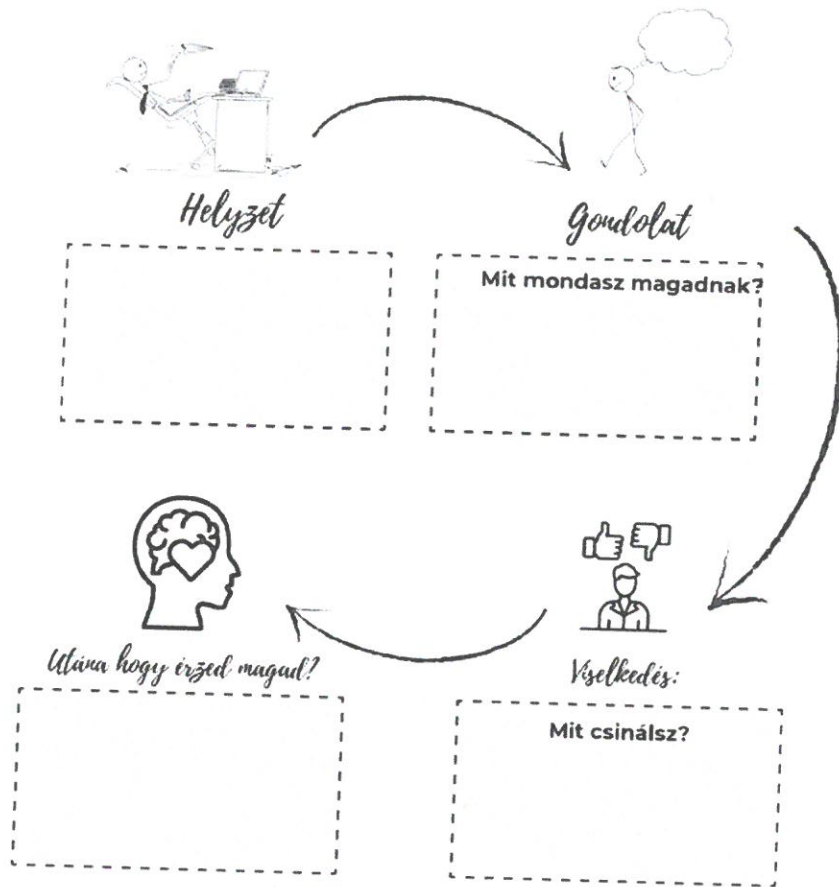 Helyzet
Gondolat
Mit mondasz magadnak?
Utána hogy érzed magad?
Viselkedés:
Mit csinálsz?